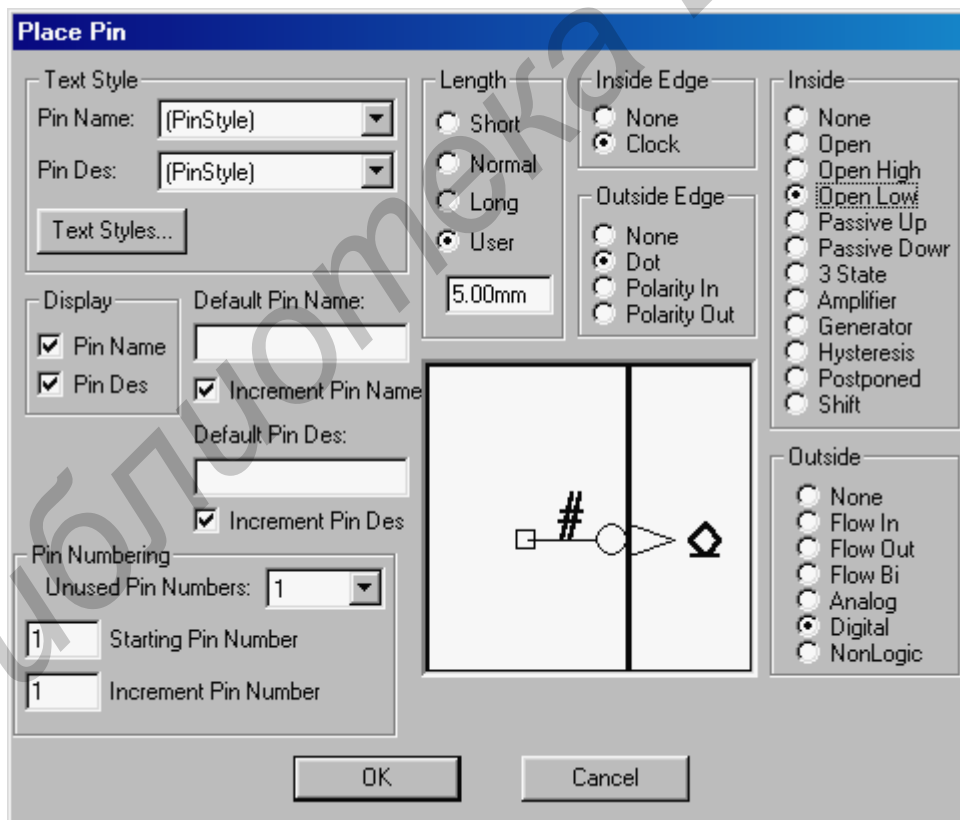 Place Pin
Text Style
Pin Name: (PinStyle)
Pin Des: (PinStyle)
Text Styles...
Display
Pin Name
Pin Des
Default Pin Name:
Increment Pin Name
Default Pin Des:
Increment Pin Des
Pin Numbering
Unused Pin Numbers: 1
1 Starting Pin Number
1 Increment Pin Number
Length
Short
Normal
Long
User
5.00mm
Inside Edge
None
Clock
Outside Edge
None
Dot
Polarity In
Polarity Out
#
Inside
None
Open
Open High
Open Low
Passive Up
Passive Dowr
3 State
Amplifier
Generator
Hysteresis
Postponed
Shift
Outside
None
Flow In
Flow Out
Flow Bi
Analog
Digital
NonLogic
OK
Cancel